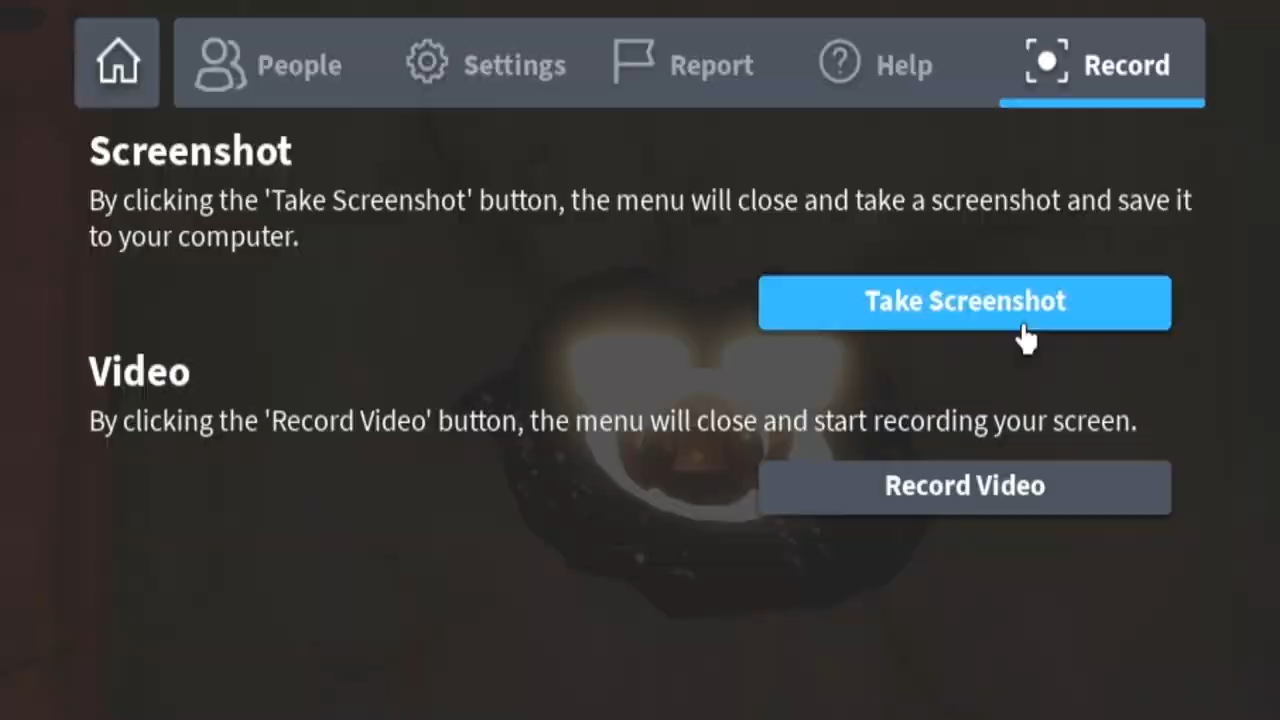 People Settings Report Help Record
Screenshot
By clicking the 'Take Screenshot' button, the menu will close and take a screenshot and save it
to your computer.
Take Screenshot
Video
By clicking the 'Record Video' button, the menu will close and start recording your screen.
Record Video